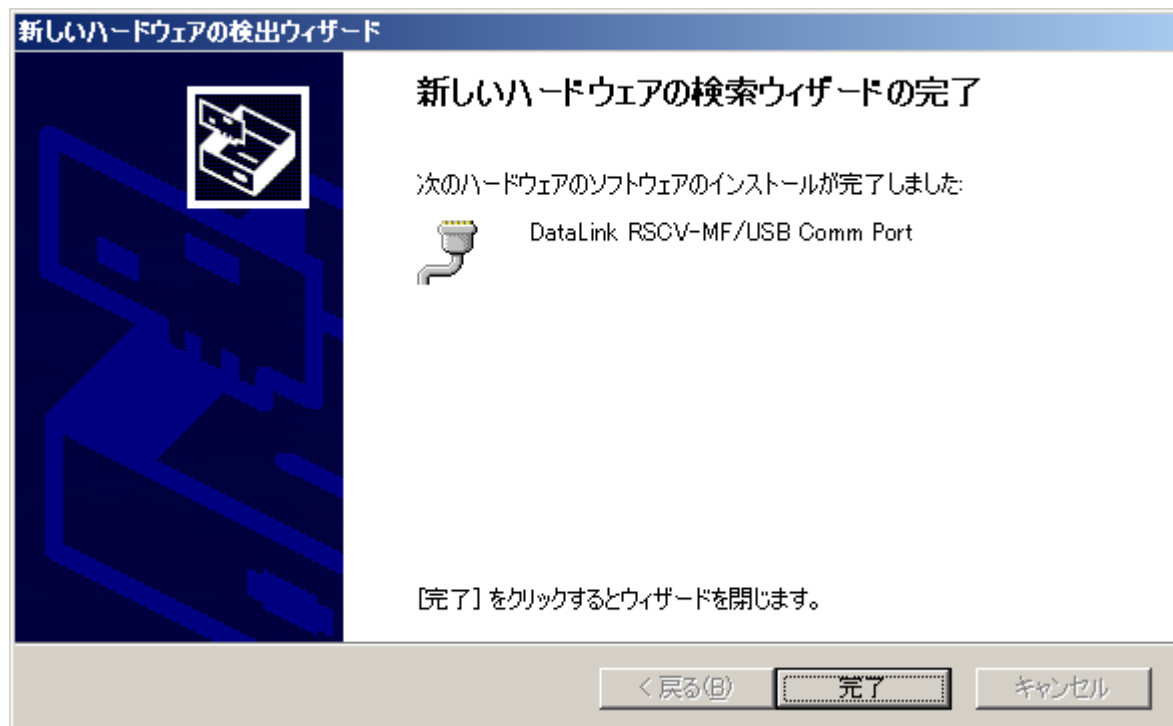 新しいハードウェアの検出ウィザード
新しいハードウェアの検索ウィザードの完了
次のハードウェアのソフトウェアのインストールが完了しました:
DataLink RSCV-MF/USB Comm Port
[完了] をクリックするとウィザードを閉じます。
< 戻る(B)
完了
キャンセル